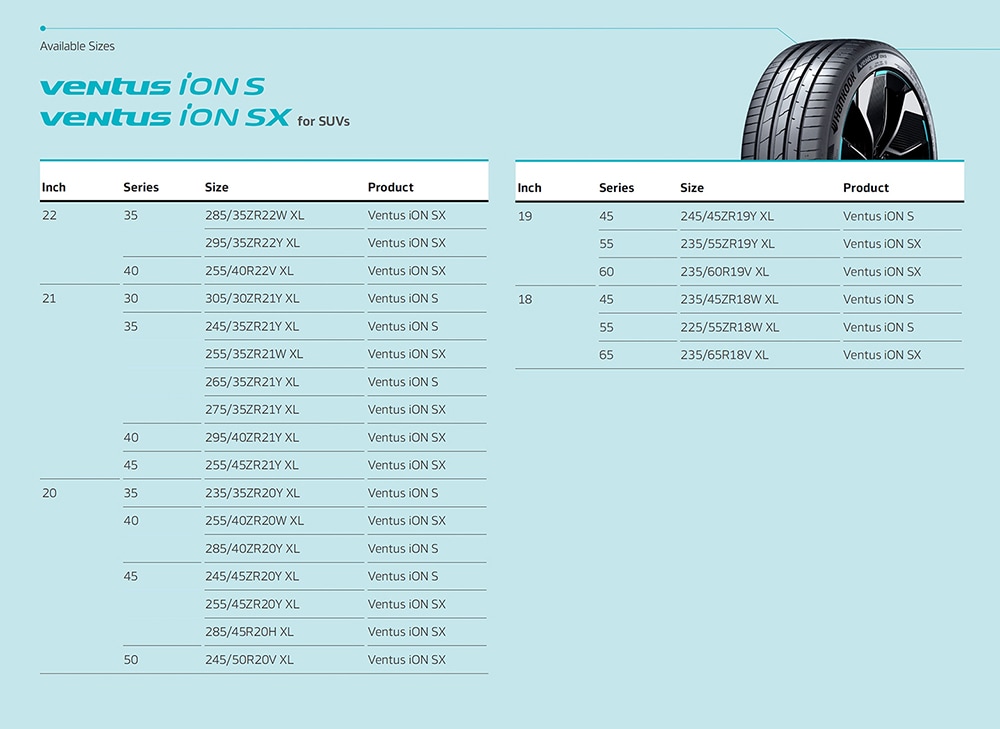 Available Sizes
ventus iON S
ventus iON SX for SUVs
Hankook
Inch Series Size Product
22 35 285/35ZR22W XL Ventus iON SX
295/35ZR22Y XL Ventus iON SX
40 255/40R22V XL Ventus iON SX
21 30 305/30ZR21Y XL Ventus iON S
35 245/35ZR21Y XL Ventus iON S
255/35ZR21W XL Ventus iON SX
265/35ZR21Y XL Ventus iON S
275/35ZR21Y XL Ventus iON SX
40 295/40ZR21Y XL Ventus iON SX
45 255/45ZR21Y XL Ventus iON SX
20 35 235/35ZR20Y XL Ventus iON S
40 255/40ZR20W XL Ventus iON SX
285/40ZR20Y XL Ventus iON S
45 245/45ZR20Y XL Ventus iON S
255/45ZR20Y XL Ventus iON SX
285/45R20H XL Ventus iON SX
50 245/50R20V XL Ventus iON SX
Inch Series Size Product
19 45 245/45ZR19Y XL Ventus iON S
55 235/55ZR19Y XL Ventus iON SX
60 235/60R19V XL Ventus iON SX
18 45 235/45ZR18W XL Ventus iON S
55 225/55ZR18W XL Ventus iON S
65 235/65R18V XL Ventus iON SX